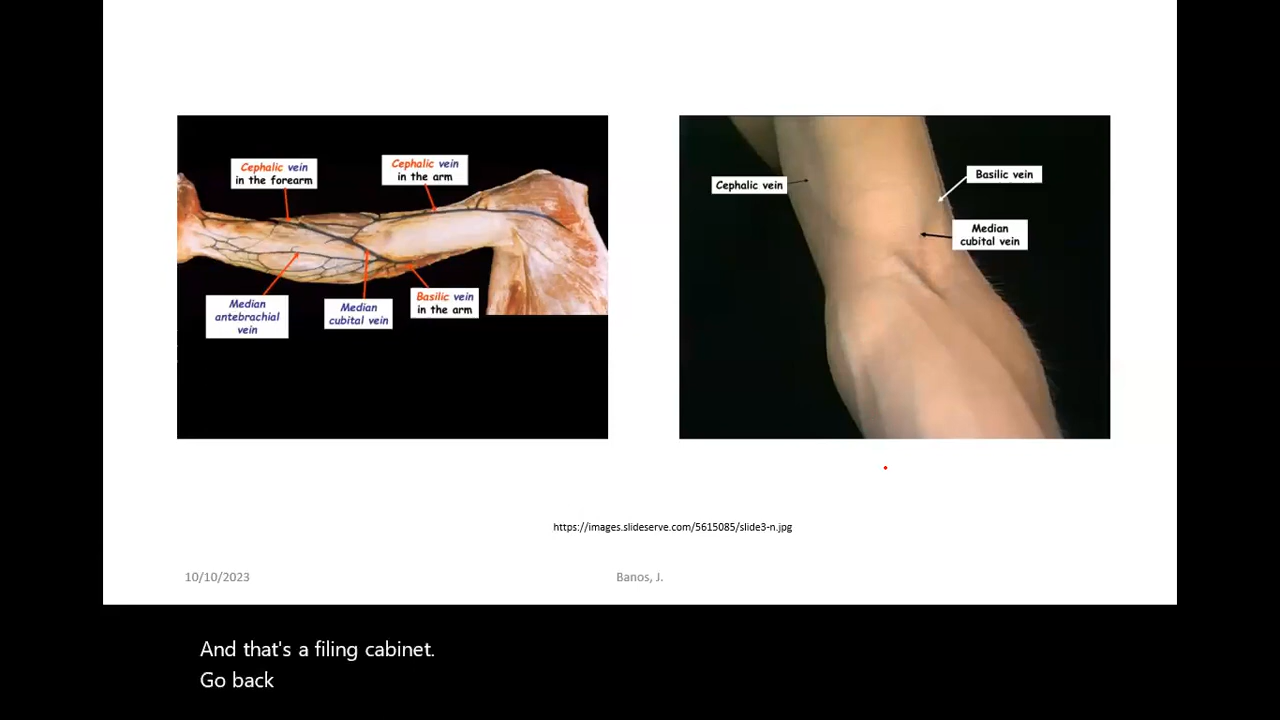 Cephalic vein
in the forearm
Cephalic vein
in the arm
Median
antebrachial
vein
Median
cubital vein
Basilic vein
in the arm
Cephalic vein
Basilic vein
Median
cubital vein
https://images.slideserve.com/5615085/slide3-n.jpg
10/10/2023
Banos, J.
And that's a filing cabinet.
Go back